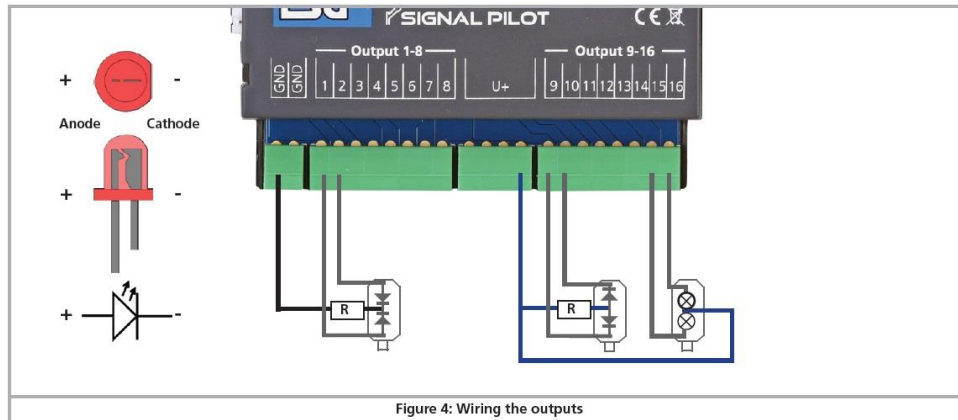 SIGNAL PILOT CE
Output 1-8 Output 9-16
GND GND 1 2 3 4 5 6 7 8 U+ 9 10 11 12 13 14 15 16
+ -
Anode Cathode
+ -
+ -
R R
Figure 4: Wiring the outputs